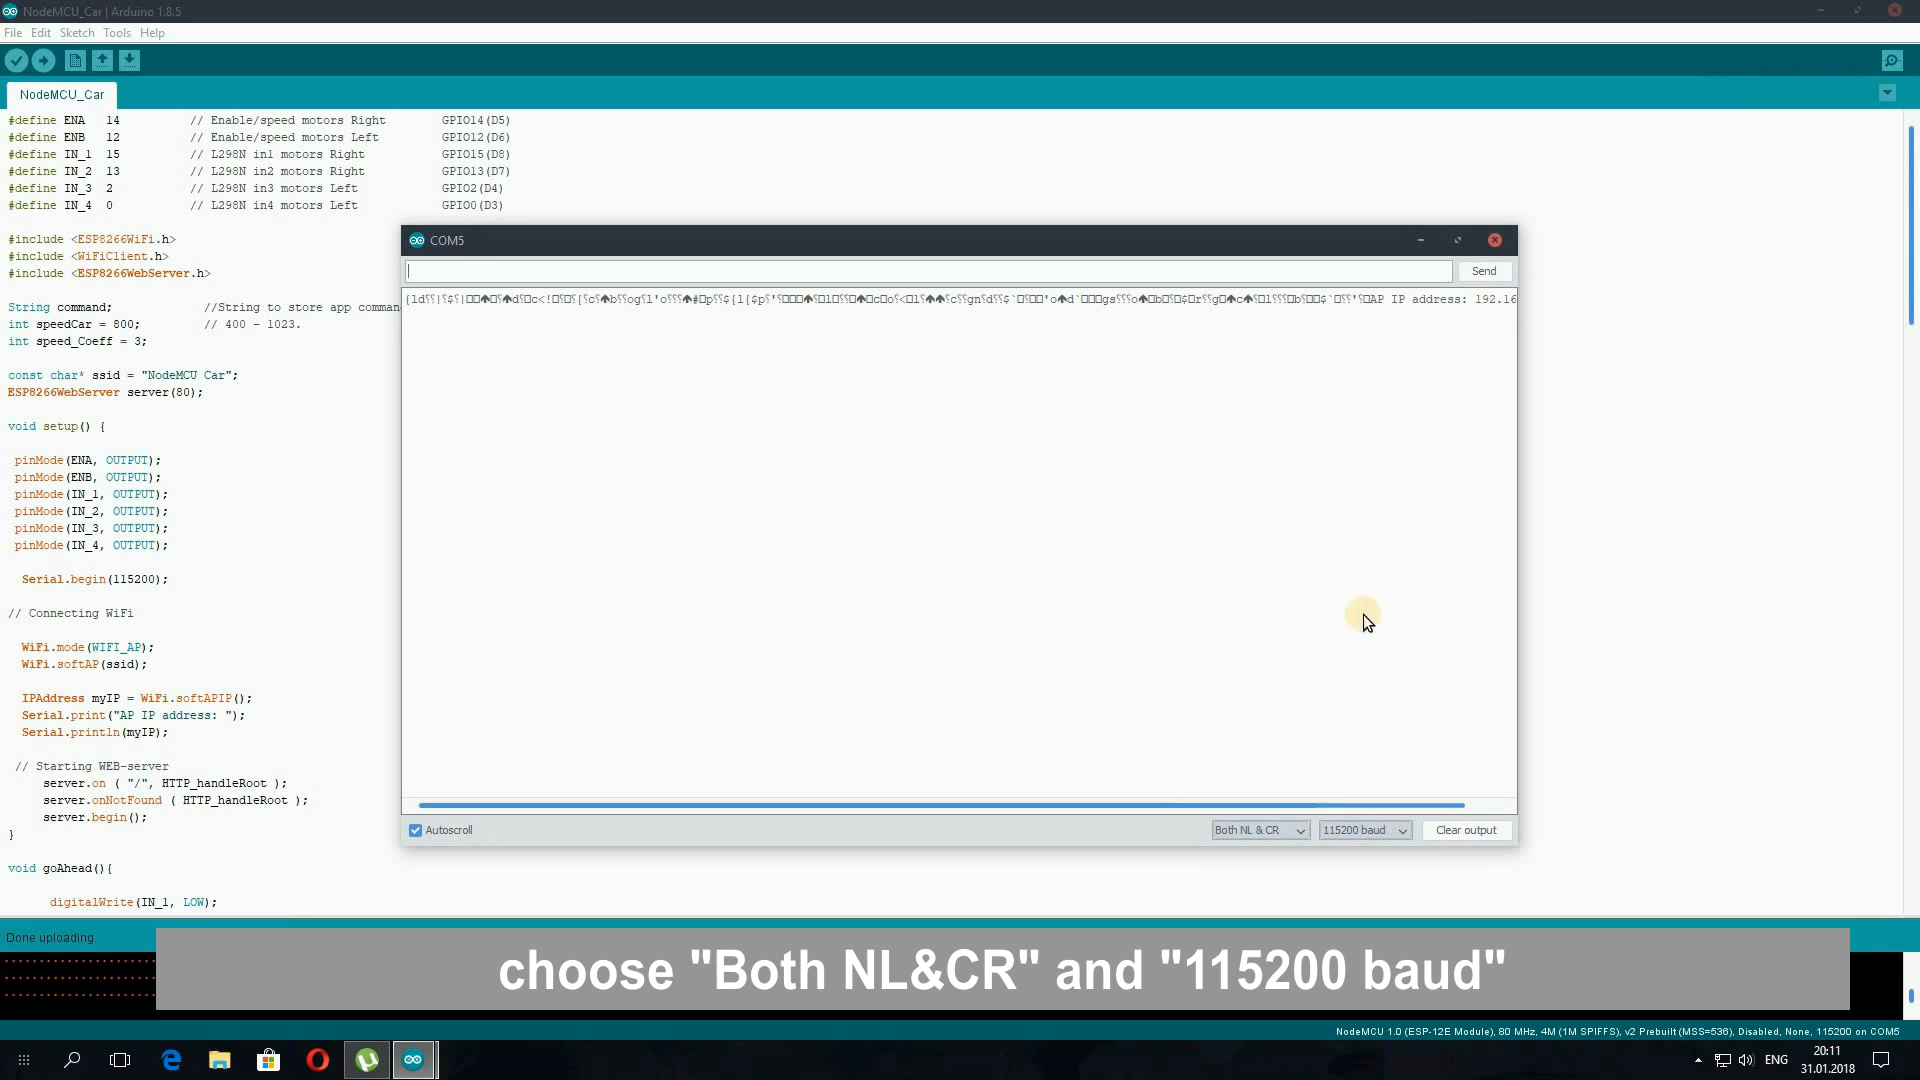 NodeMCU_Car | Arduino 1.8.5
File Edit Sketch Tools Help
NodeMCU_Car
#define ENA 14 // Enable/speed motors Right GPIO14(D5)
#define ENB 12 // Enable/speed motors Left GPIO12(D6)
#define IN_1 15 // L298N in1 motors Right GPIO15(D8)
#define IN_2 13 // L298N in2 motors Right GPIO13(D7)
#define IN_3 2 // L298N in3 motors Left GPIO2(D4)
#define IN_4 0 // L298N in4 motors Left GPIO0(D3)
#include <ESP8266WiFi.h>
#include <WiFiClient.h>
#include <ESP8266WebServer.h>
String command; //String to store app comman
int speedCar = 800; // 400 - 1023.
int speed_Coeff = 3;
const char* ssid = "NodeMCU Car";
ESP8266WebServer server(80);
void setup() {
pinMode(ENA, OUTPUT);
pinMode(ENB, OUTPUT);
pinMode(IN_1, OUTPUT);
pinMode(IN_2, OUTPUT);
pinMode(IN_3, OUTPUT);
pinMode(IN_4, OUTPUT);
Serial.begin(115200);
// Connecting WiFi
WiFi.mode(WIFI_AP);
WiFi.softAP(ssid);
IPAddress myIP = WiFi.softAPIP();
Serial.print("AP IP address: ");
Serial.println(myIP);
// Starting WEB-server
server.on ( "/", HTTP_handleRoot );
server.onNotFound ( HTTP_handleRoot );
server.begin();
}
void goAhead(){
digitalWrite(IN_1, LOW);
COM5
Send
AP IP address: 192.16
Autoscroll
Both NL & CR
115200 baud
Clear output
Done uploading.
choose "Both NL&CR" and "115200 baud"
NodeMCU 1.0 (ESP-12E Module), 80 MHz, 4M (1M SPIFFS), v2 Prebuilt (MSS=536), Disabled, None, 115200 on COM5
ENG
20:11
31.01.2018